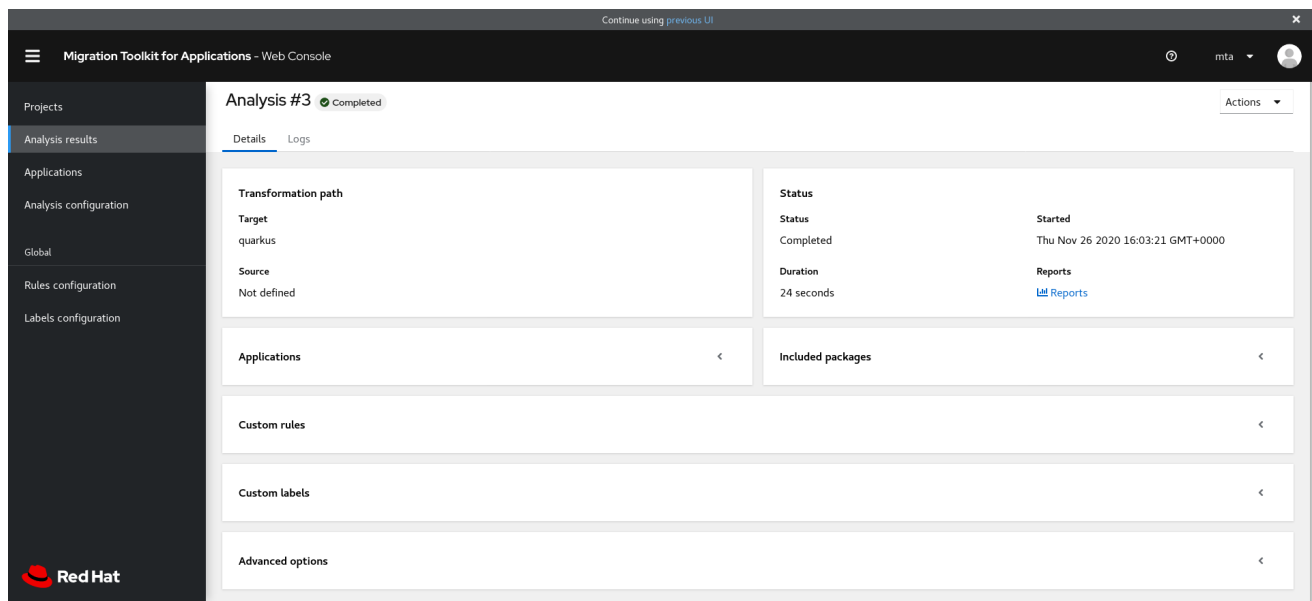 Continue using previous UI
Migration Toolkit for Applications - Web Console
mta
Projects
Analysis results
Applications
Analysis configuration
Global
Rules configuration
Labels configuration
Red Hat
Analysis #3 Completed
Actions
Details Logs
Transformation path
Target
quarkus
Source
Not defined
Status
Status Started
Completed Thu Nov 26 2020 16:03:21 GMT+0000
Duration Reports
24 seconds Reports
Applications
Included packages
Custom rules
Custom labels
Advanced options